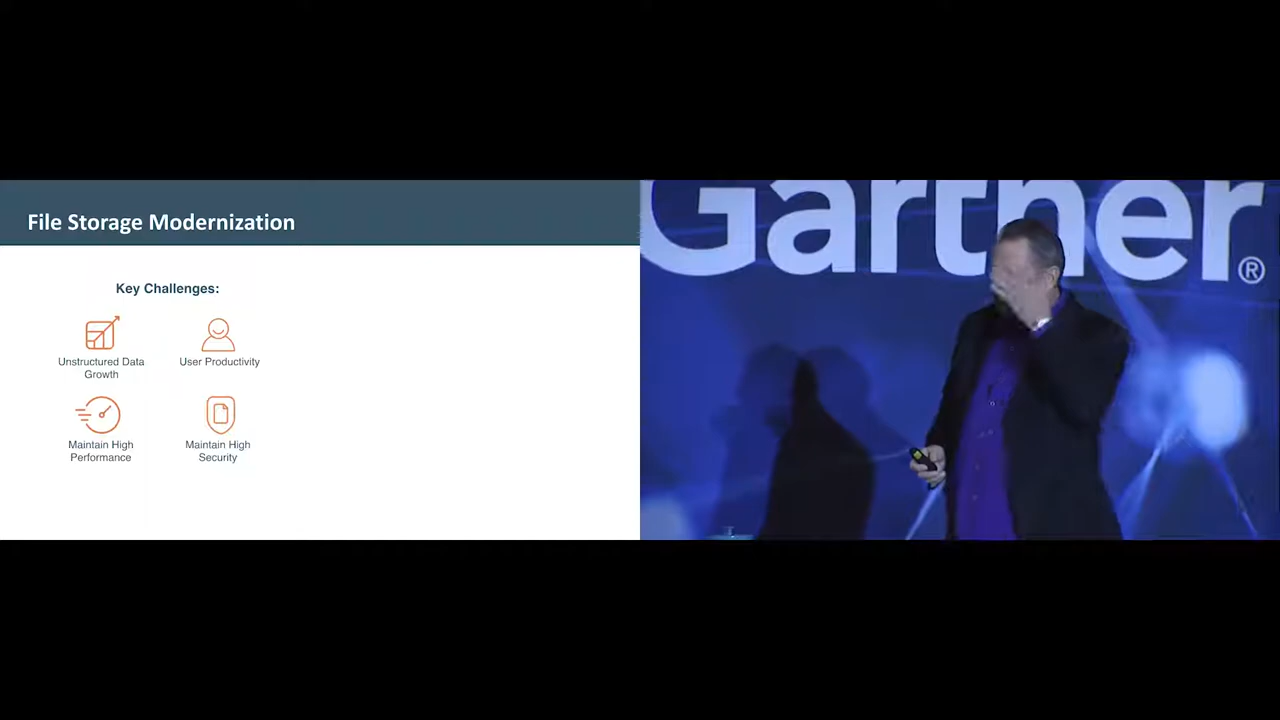 File Storage Modernization
Key Challenges:
Unstructured Data
Growth
User Productivity
Maintain High
Performance
Maintain High
Security
Gartner
®